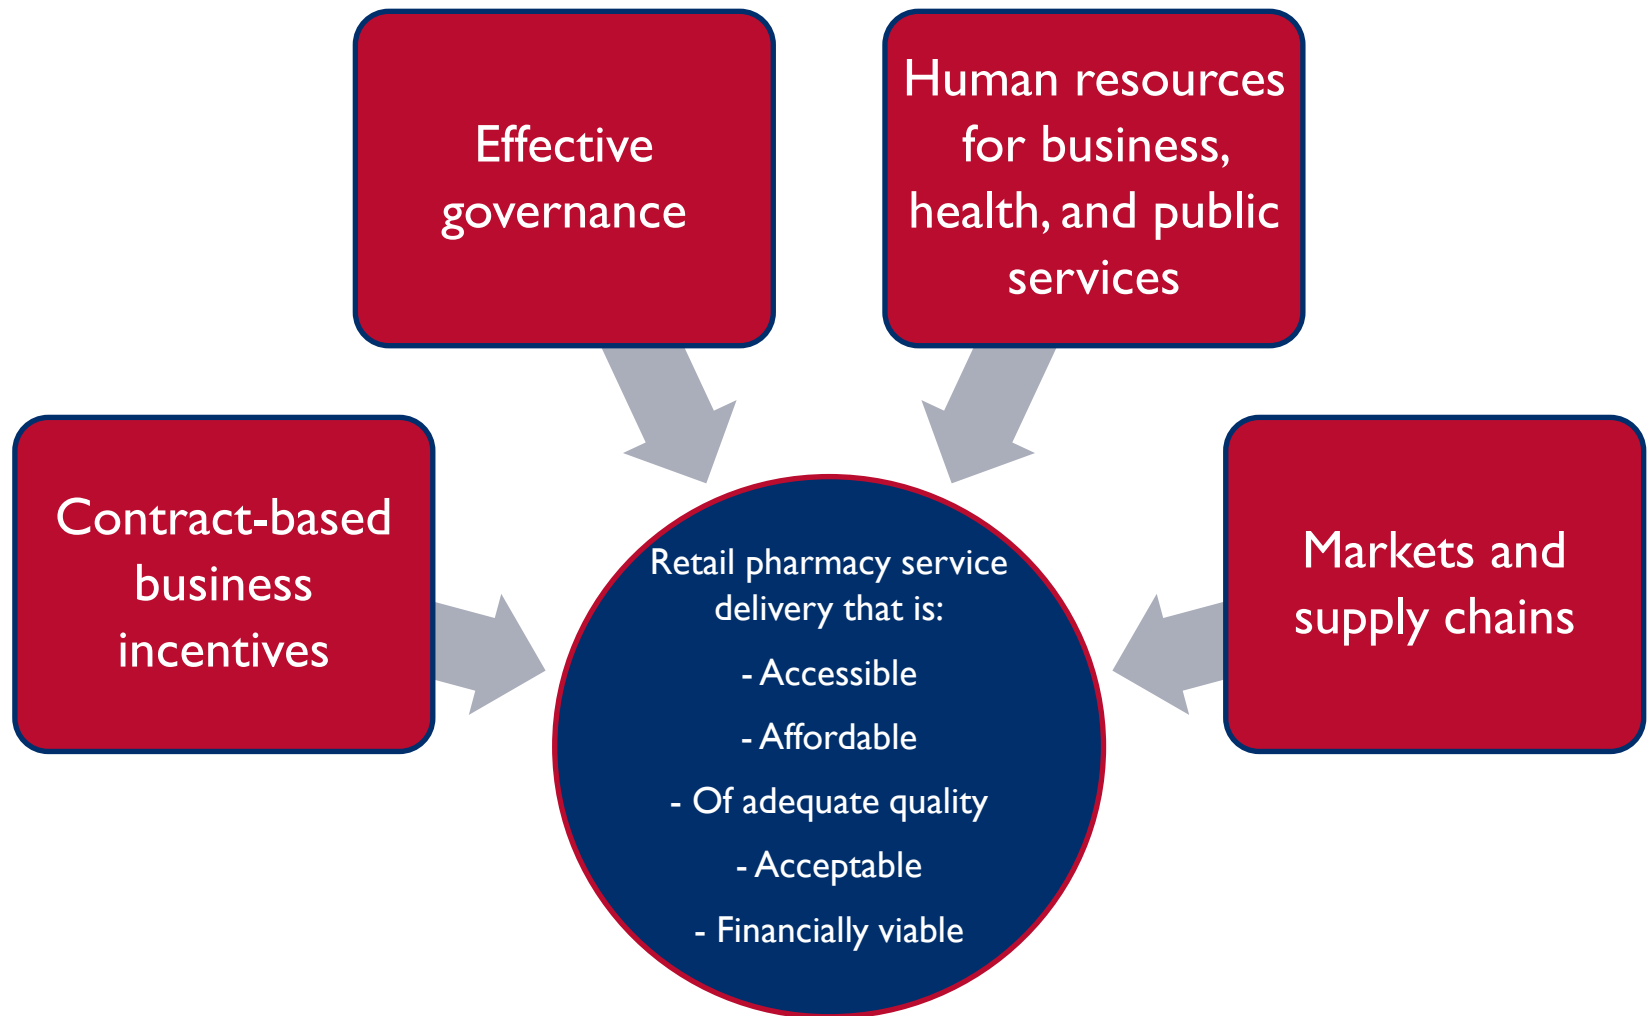 Effective
governance
Human resources
for business,
health, and public
services
Contract-based
business
incentives
Markets and
supply chains
Retail pharmacy service
delivery that is:
- Accessible
- Affordable
- Of adequate quality
- Acceptable
- Financially viable